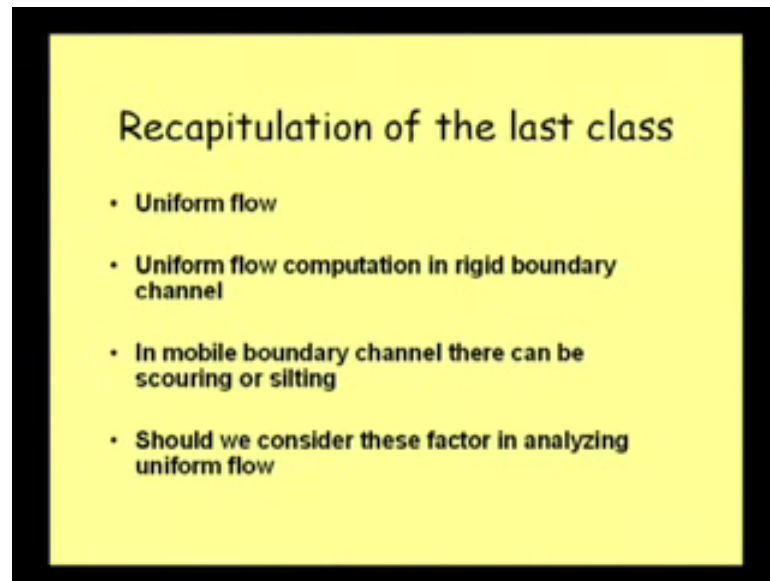 Recapitulation of the last class
• Uniform flow
• Uniform flow computation in rigid boundary
channel
• In mobile boundary channel there can be
scouring or silting
• Should we consider these factor in analyzing
uniform flow